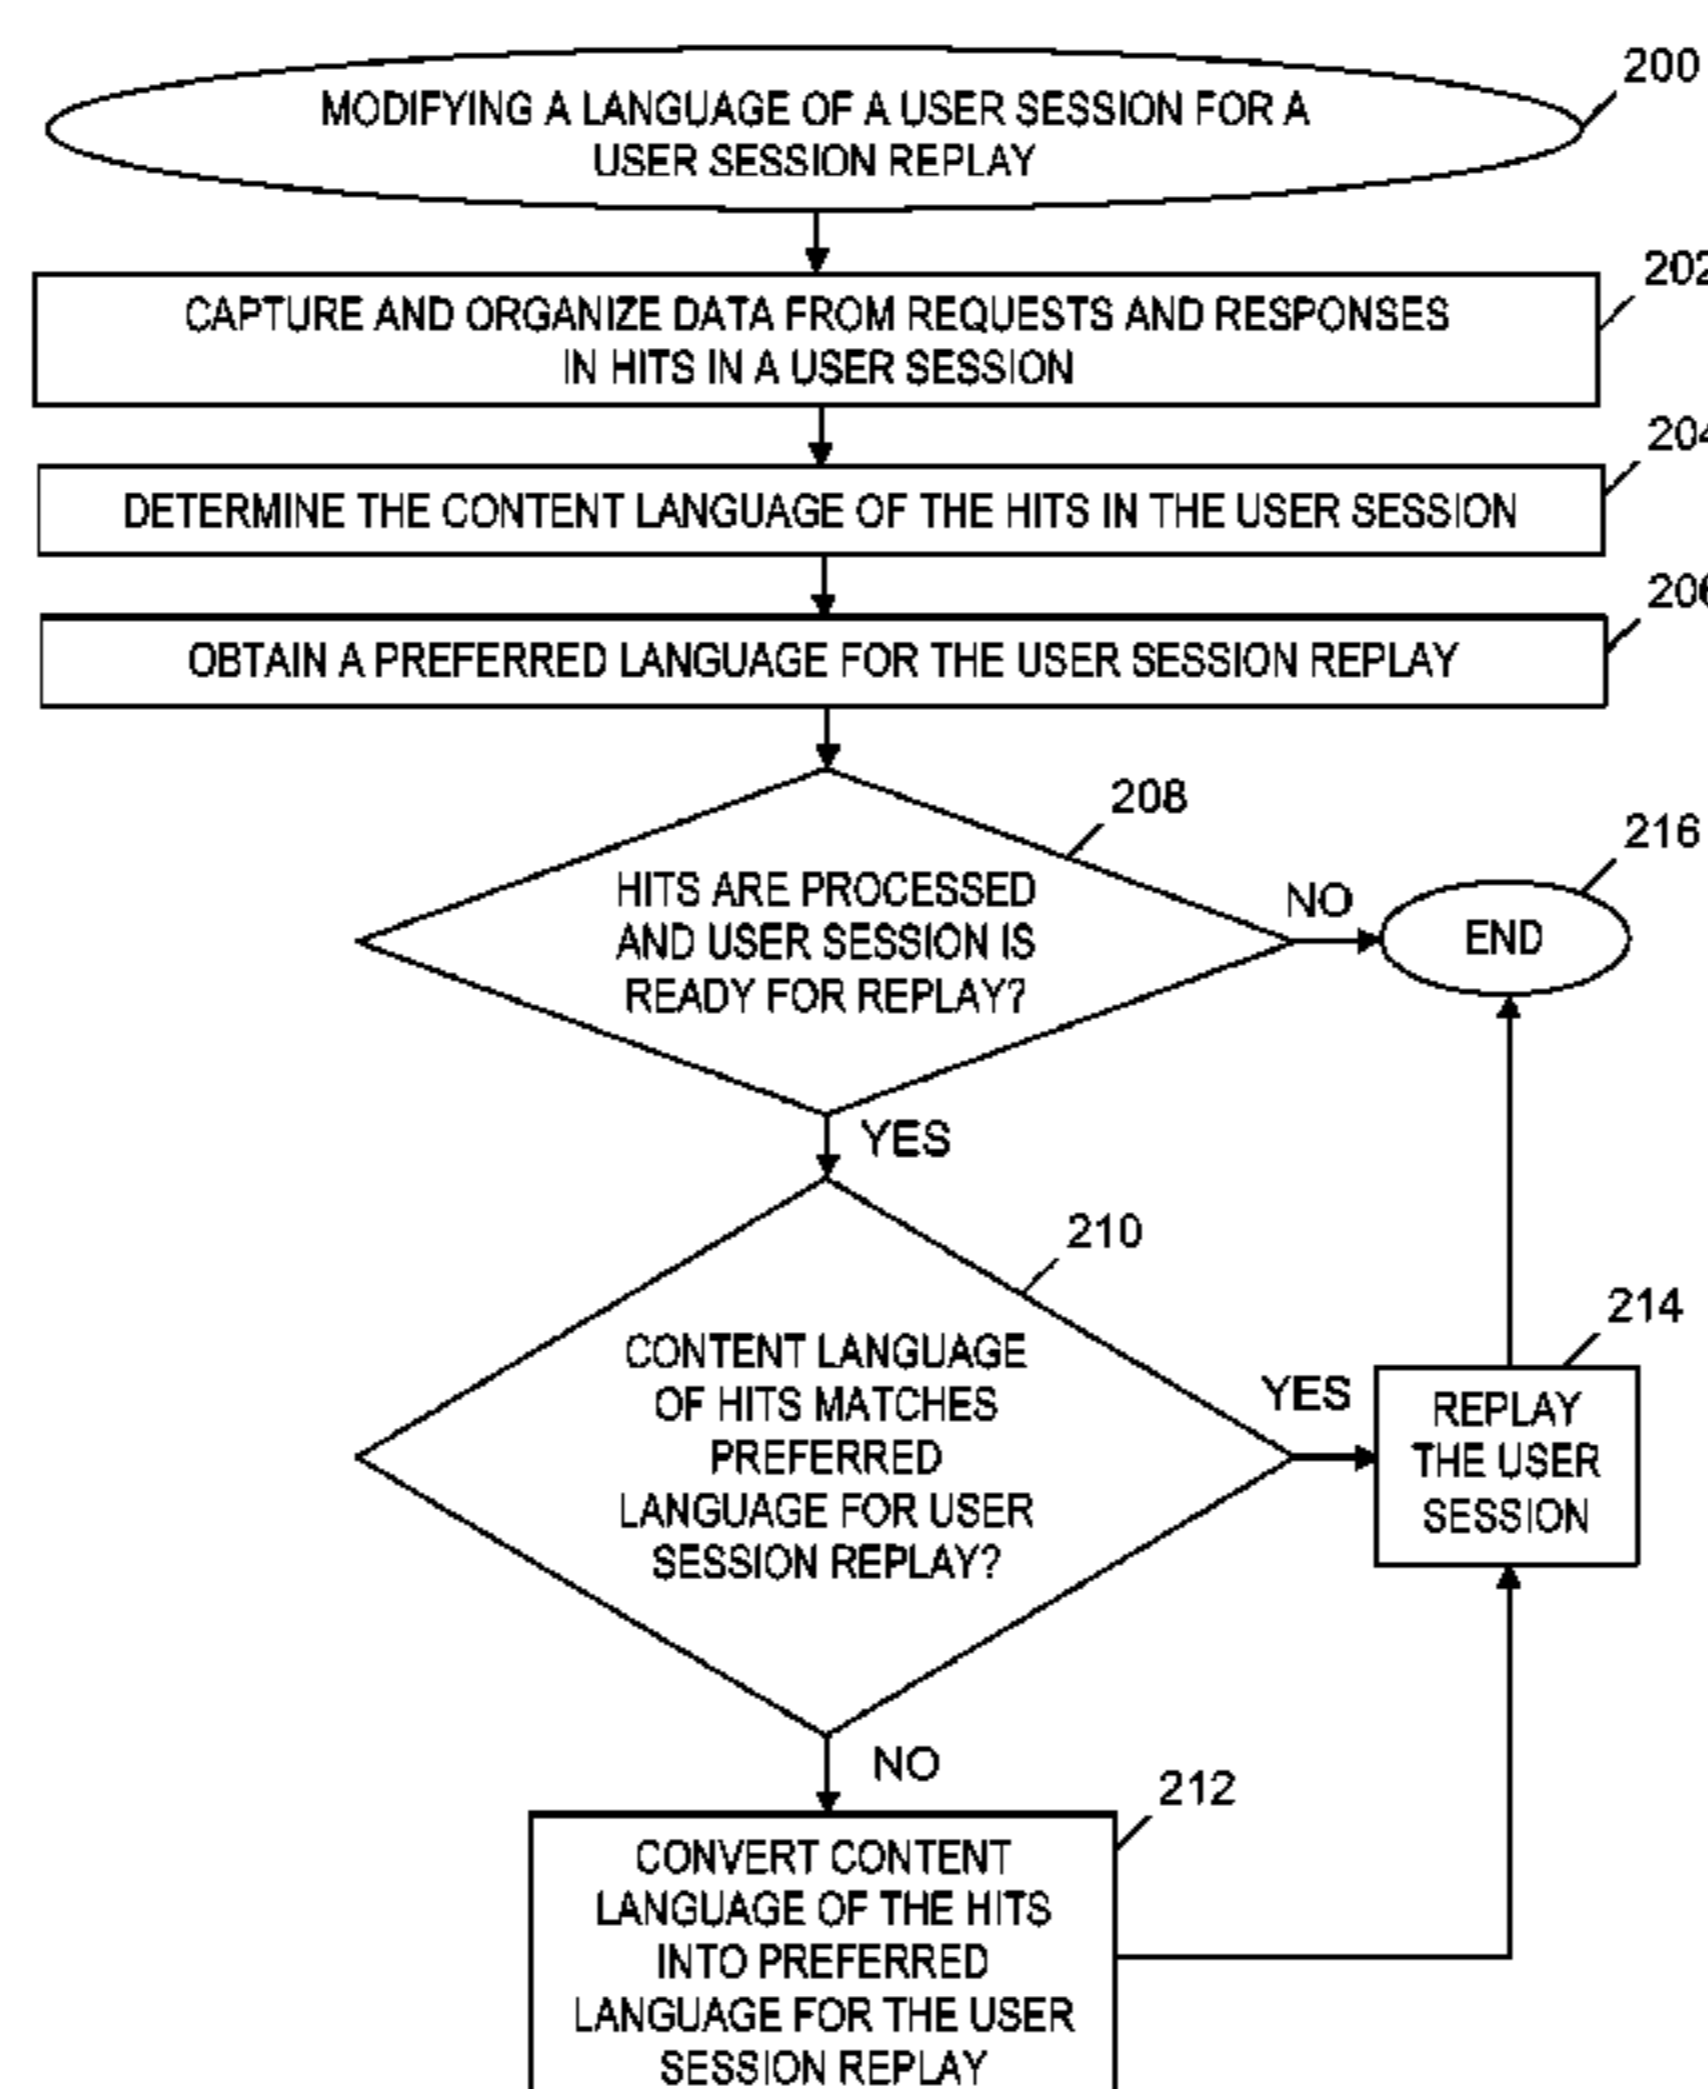 200
MODIFYING A LANGUAGE OF A USER SESSION FOR A
USER SESSION REPLAY
202
CAPTURE AND ORGANIZE DATA FROM REQUESTS AND RESPONSES
IN HITS IN A USER SESSION
204
DETERMINE THE CONTENT LANGUAGE OF THE HITS IN THE USER SESSION
206
OBTAIN A PREFERRED LANGUAGE FOR THE USER SESSION REPLAY
208
HITS ARE PROCESSED
AND USER SESSION IS
READY FOR REPLAY?
NO
216
END
YES
210
CONTENT LANGUAGE
OF HITS MATCHES
PREFERRED
LANGUAGE FOR USER
SESSION REPLAY?
YES
214
REPLAY
THE USER
SESSION
NO
212
CONVERT CONTENT
LANGUAGE OF THE HITS
INTO PREFERRED
LANGUAGE FOR THE USER
SESSION REPLAY